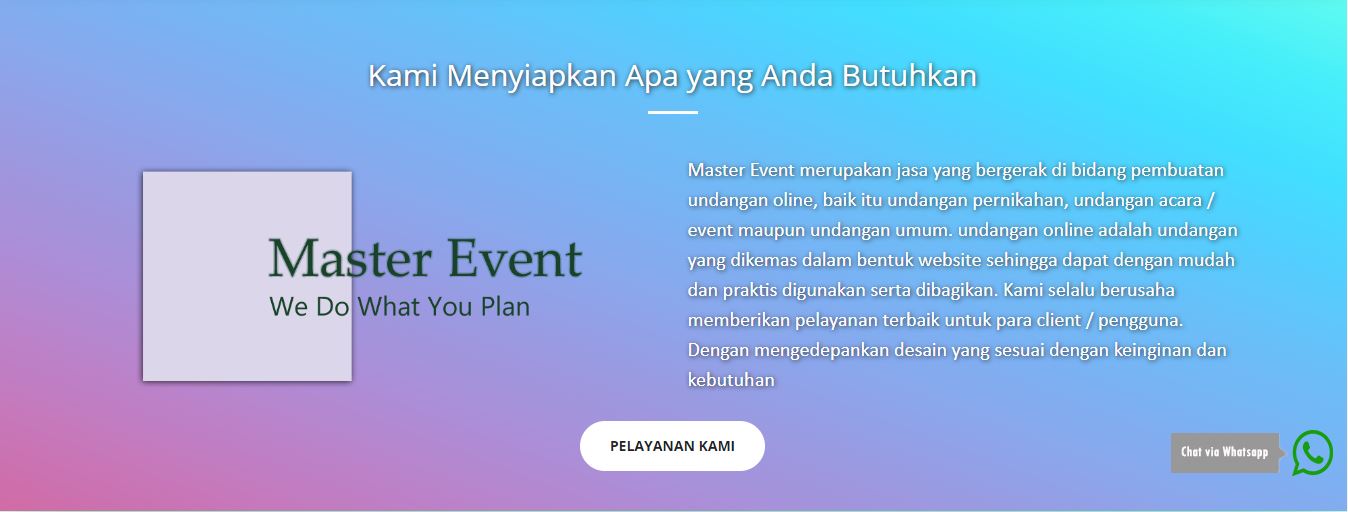 Kami Menyiapkan Apa yang Anda Butuhkan
Master Event
We Do What You Plan
Master Event merupakan jasa yang bergerak di bidang pembuatan
undangan oline, baik itu undangan pernikahan, undangan acara /
event maupun undangan umum. undangan online adalah undangan
yang dikemas dalam bentuk website sehingga dapat dengan mudah
dan praktis digunakan serta dibagikan. Kami selalu berusaha
memberikan pelayanan terbaik untuk para client / pengguna.
Dengan mengedepankan desain yang sesuai dengan keinginan dan
kebutuhan
PELAYANAN KAMI
Chat via Whatsapp